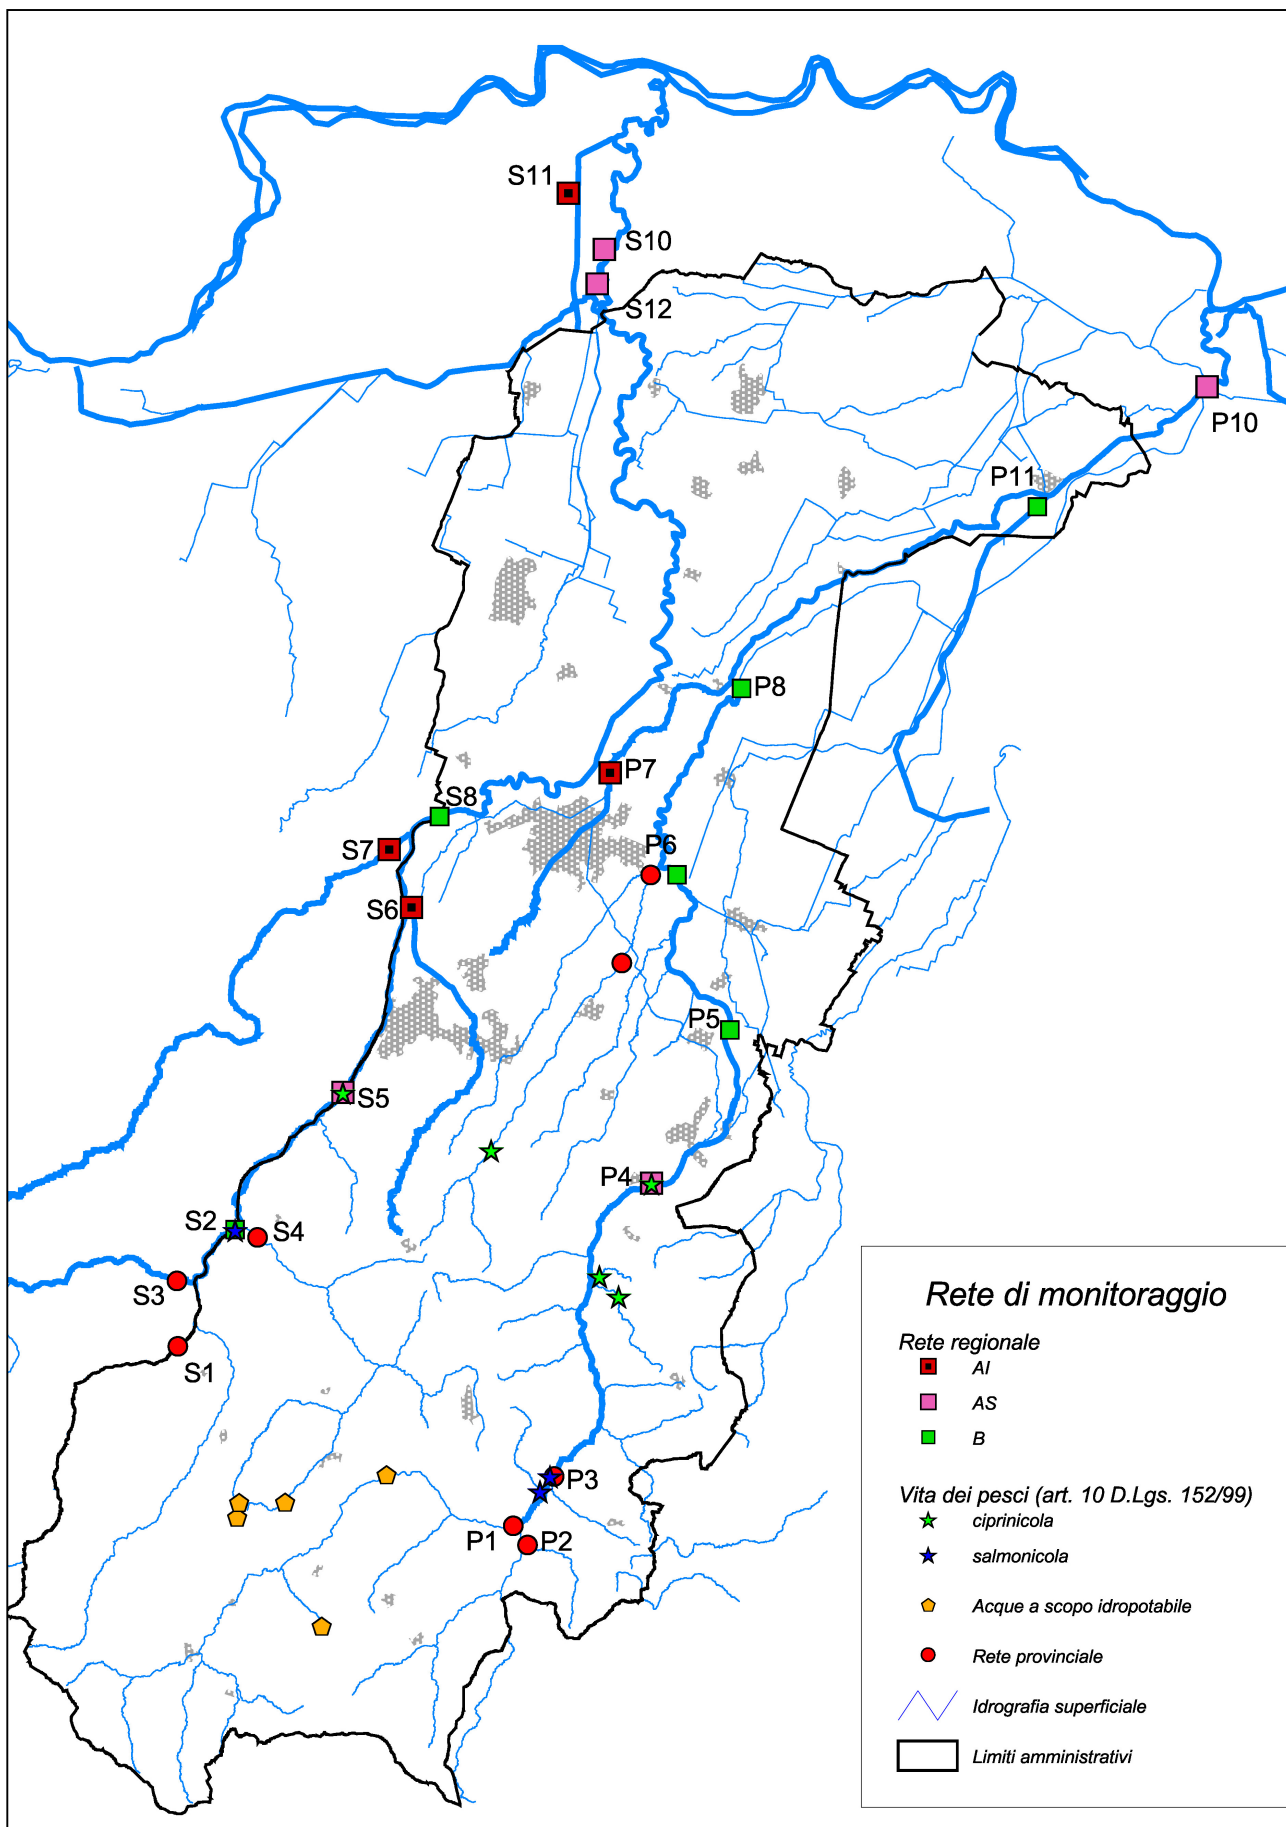 S11
S10
S12
P10
P11
P8
P7
S8
S7
P6
S6
P5
S5
P4
S2
S4
S3
S1
P3
P1
P2
Rete di monitoraggio
Rete regionale
AI
AS
B
Vita dei pesci (art. 10 D.Lgs. 152/99)
ciprinicola
salmonicola
Acque a scopo idropotabile
Rete provinciale
Idrografia superficiale
Limiti amministrativi